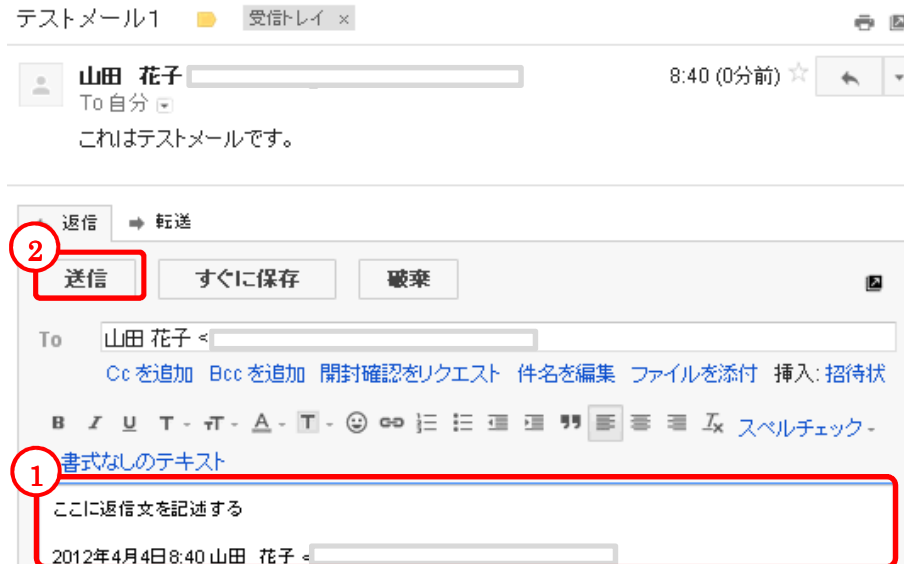 テストメール1 受信トレイ ×
山田 花子 8:40 (0分前)
To 自分
これはテストメールです。
返信 転送
2
送信 すぐに保存 破棄
To 山田 花子 <
Cc を追加 Bcc を追加 開封確認をリクエスト 件名を編集 ファイルを添付 挿入: 招待状
B I U T - тT - A - T - スペルチェック -
1 書式なしのテキスト
ここに返信文を記述する
2012年4月4日8:40 山田 花子 <